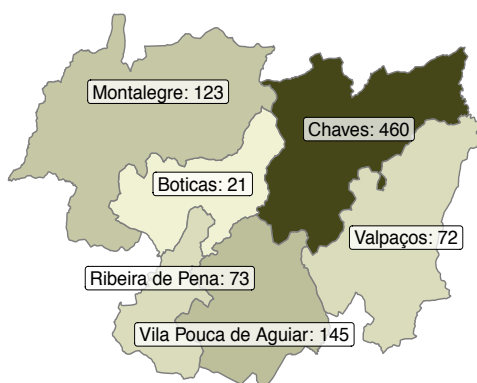 Montalegre: 123
Chaves: 460
Boticas: 21
Valpaços: 72
Ribeira de Pena: 73
Vila Pouca de Aguiar: 145